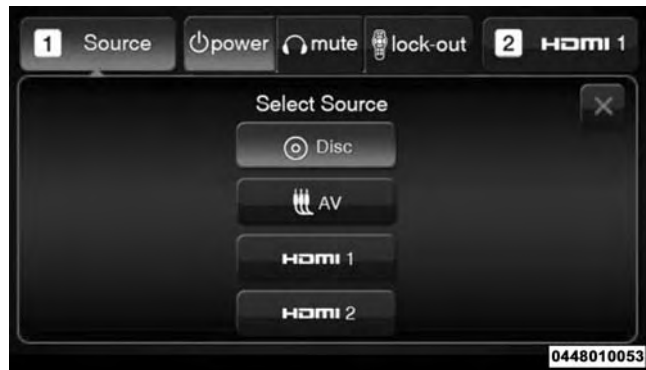 1 Source power mute lock-out 2 HDMI 1
Select Source
Disc
AV
HDMI 1
HDMI 2
0448010053